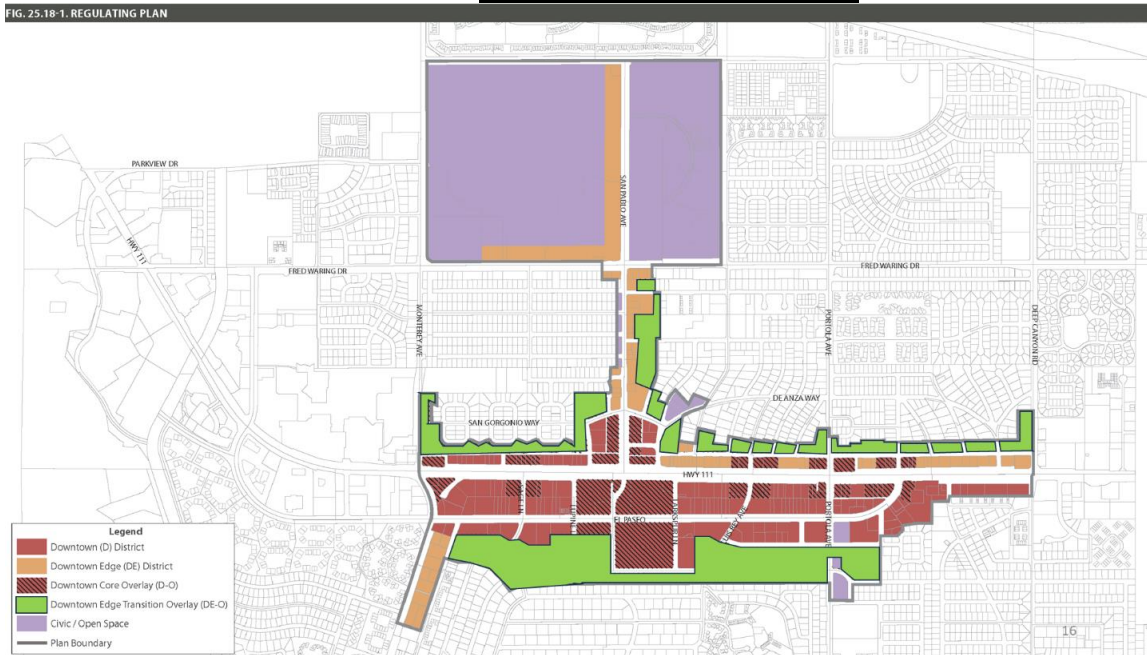 FIG. 25.18-1. REGULATING PLAN
PARKVIEW DR
SAN PABLO AVE
HWY 111
FRED WARING DR
FRED WARING DR
MONTEREY AVE
PORTOLA AVE
DEEP CANYON RD
DE ANZA WAY
SAN GORGONIO WAY
HWY 111
EL PASEO
LARKSPUR LN
PORTOLA AVE
Legend
Downtown (D) District
Downtown Edge (DE) District
Downtown Core Overlay (D-O)
Downtown Edge Transition Overlay (DE-O)
Civic / Open Space
Plan Boundary
16